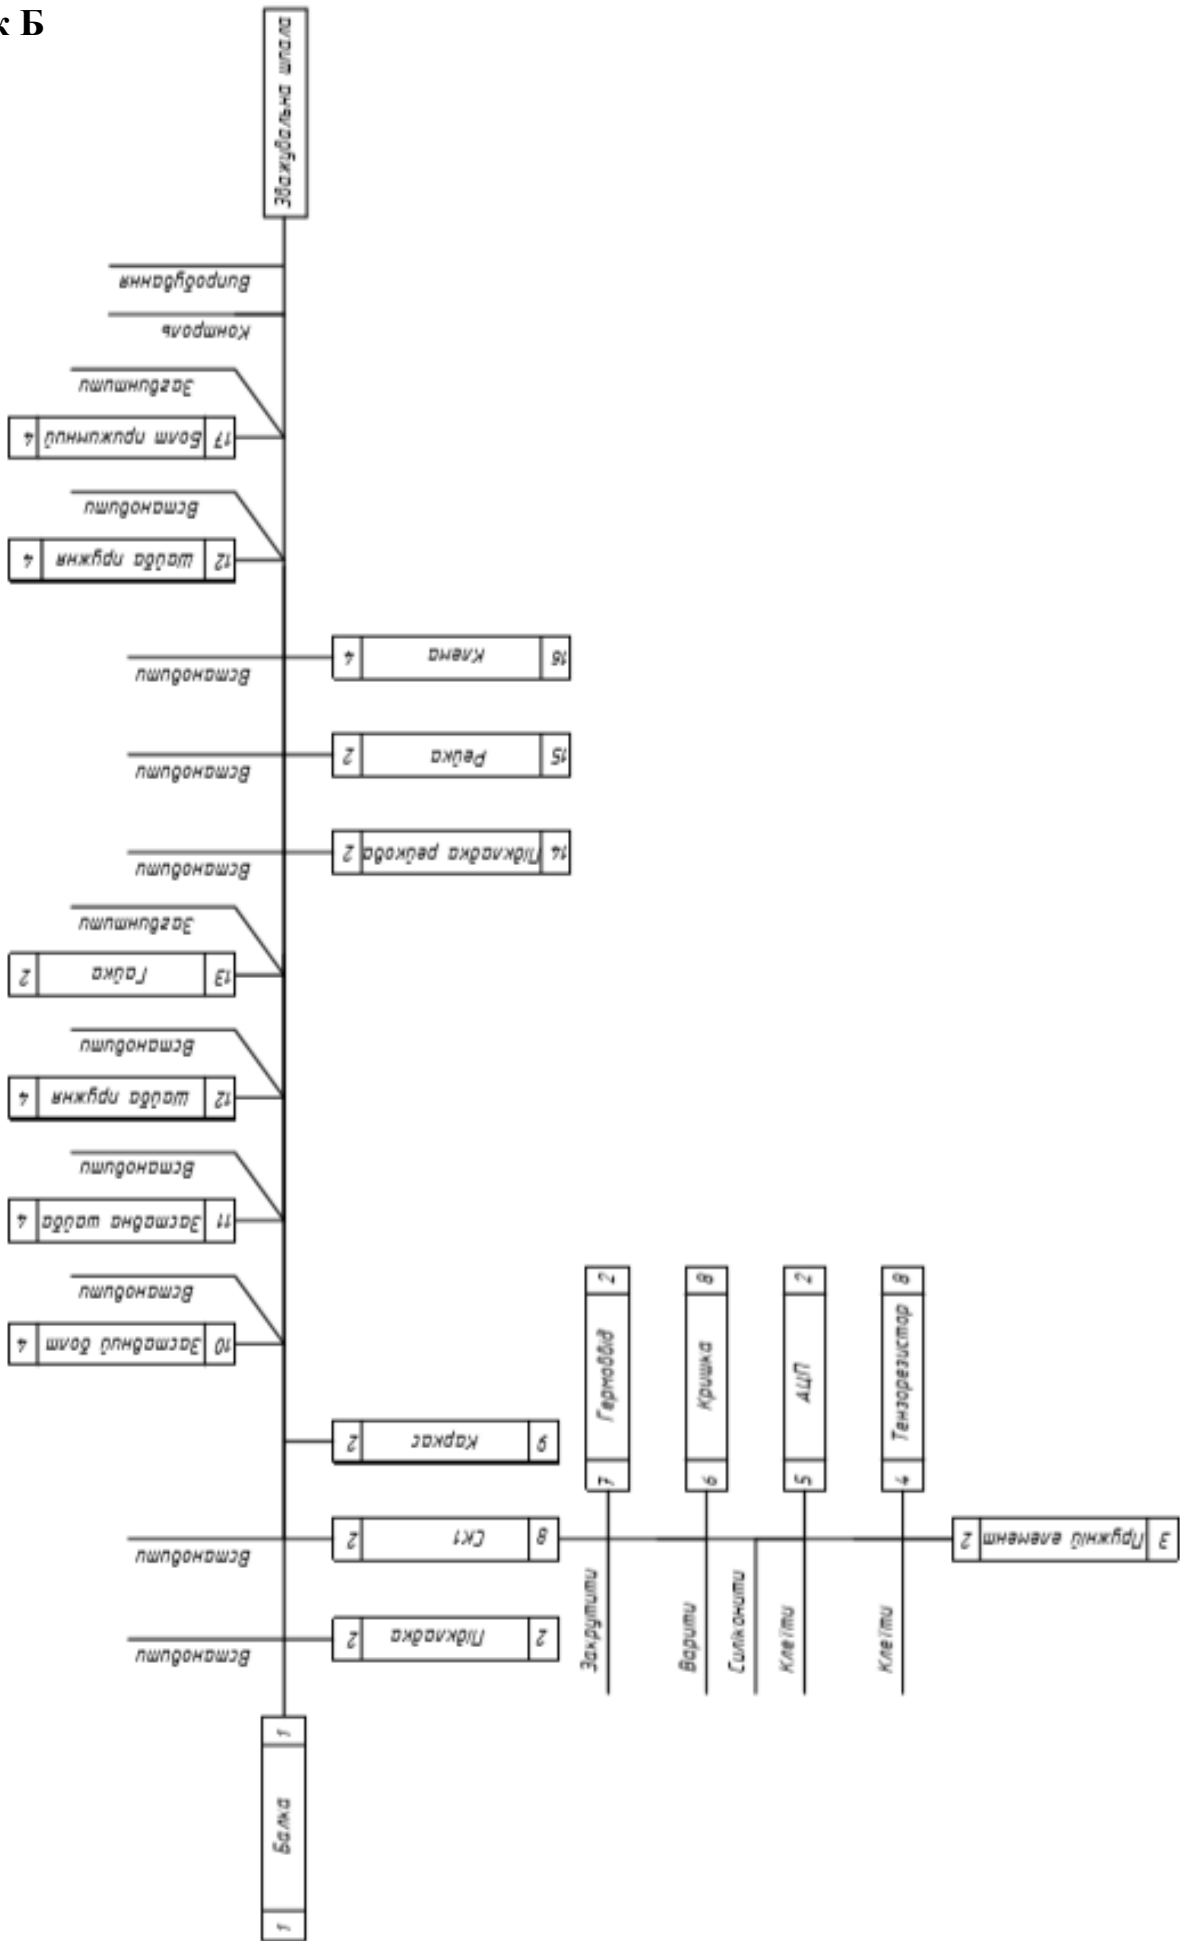 к Б
Зважувальна шпала
Випробування
Контроль
Загвинтити
17 Болт прижимний 4
Встановити
12 Шайба пружня 4
Встановити
16 Клема 4
Встановити
15 Рейка 2
Встановити
14 Підкладка рейкова 2
Загвинтити
13 Гайка 2
Встановити
12 Шайба пружня 4
Встановити
11 Заставна шайба 4
Встановити
10 Заставний болт 4
9 Каркас 2
Встановити
8 СК1 2
Встановити
2 Підкладка 2
1 Балка 1
7 Гермоввід 2
6 Кришка 8
5 АЦП 2
4 Тензорезистор 8
3 Пружній елемент 2
Закрутити
Варити
Силіконити
Клеїти
Клеїти